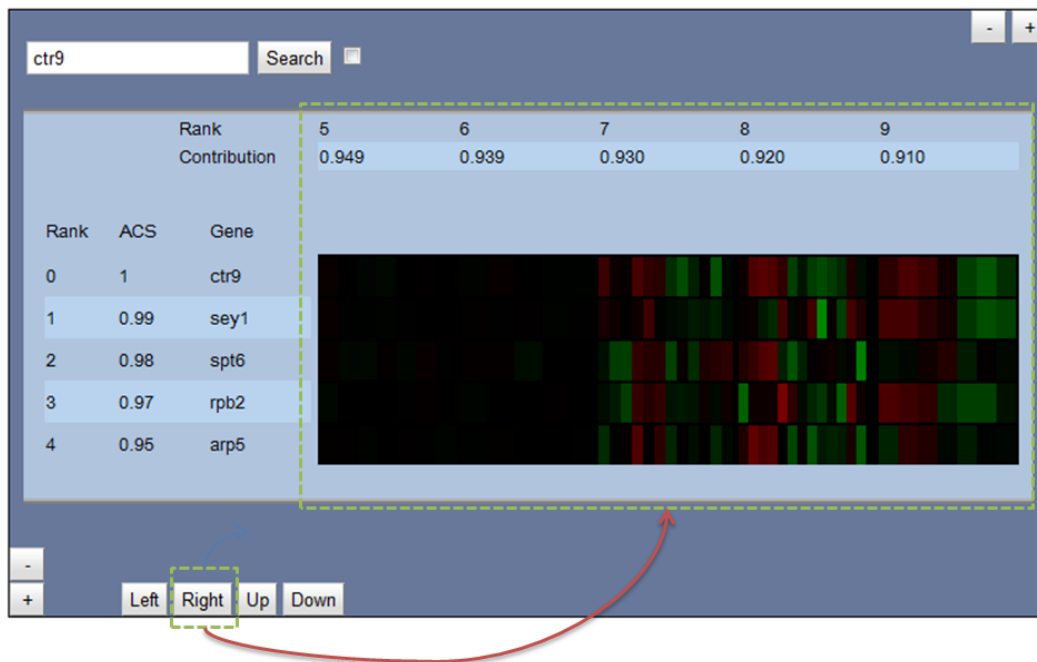 - +
ctr9 Search
Rank 5 6 7 8 9
Contribution 0.949 0.939 0.930 0.920 0.910
Rank ACS Gene
0 1 ctr9
1 0.99 sey1
2 0.98 spt6
3 0.97 rpb2
4 0.95 arp5
-
+ Left Right Up Down